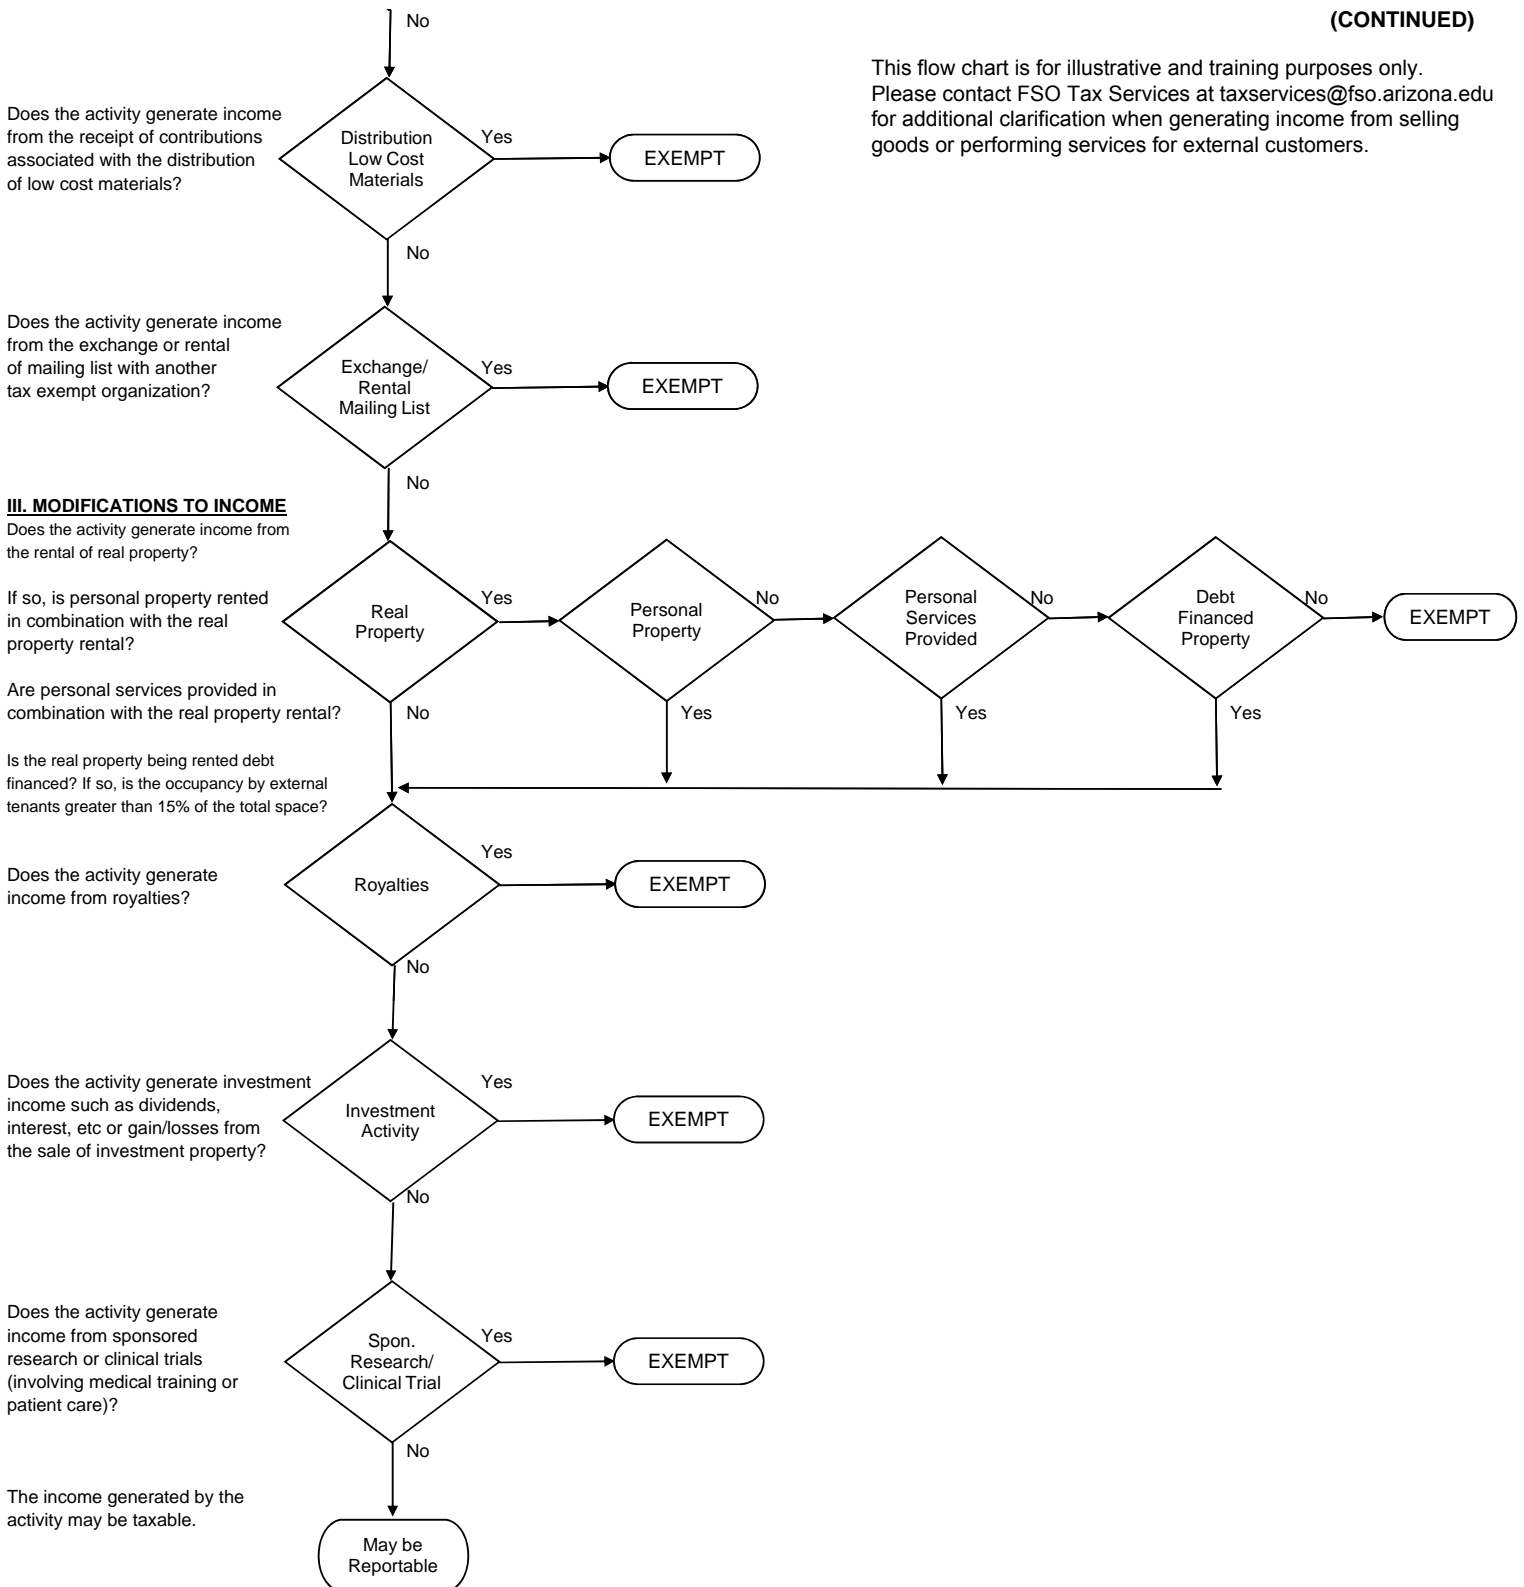 No
(CONTINUED)
This flow chart is for illustrative and training purposes only.
Please contact FSO Tax Services at taxservices@fso.arizona.edu
for additional clarification when generating income from selling
goods or performing services for external customers.
Does the activity generate income
from the receipt of contributions
associated with the distribution
of low cost materials?
Distribution
Low Cost
Materials
Yes
EXEMPT
No
Does the activity generate income
from the exchange or rental
of mailing list with another
tax exempt organization?
Exchange/
Rental
Mailing List
Yes
EXEMPT
No
III. MODIFICATIONS TO INCOME
Does the activity generate income from
the rental of real property?
If so, is personal property rented
in combination with the real
property rental?
Are personal services provided in
combination with the real property rental?
Is the real property being rented debt
financed? If so, is the occupancy by external
tenants greater than 15% of the total space?
Real
Property
Yes
Personal
Property
No
Personal
Services
Provided
No
Debt
Financed
Property
No
EXEMPT
No
Yes
Yes
Yes
Does the activity generate
income from royalties?
Royalties
Yes
EXEMPT
No
Does the activity generate investment
income such as dividends,
interest, etc or gain/losses from
the sale of investment property?
Investment
Activity
Yes
EXEMPT
No
Does the activity generate
income from sponsored
research or clinical trials
(involving medical training or
patient care)?
Spon.
Research/
Clinical Trial
Yes
EXEMPT
No
The income generated by the
activity may be taxable.
May be
Reportable